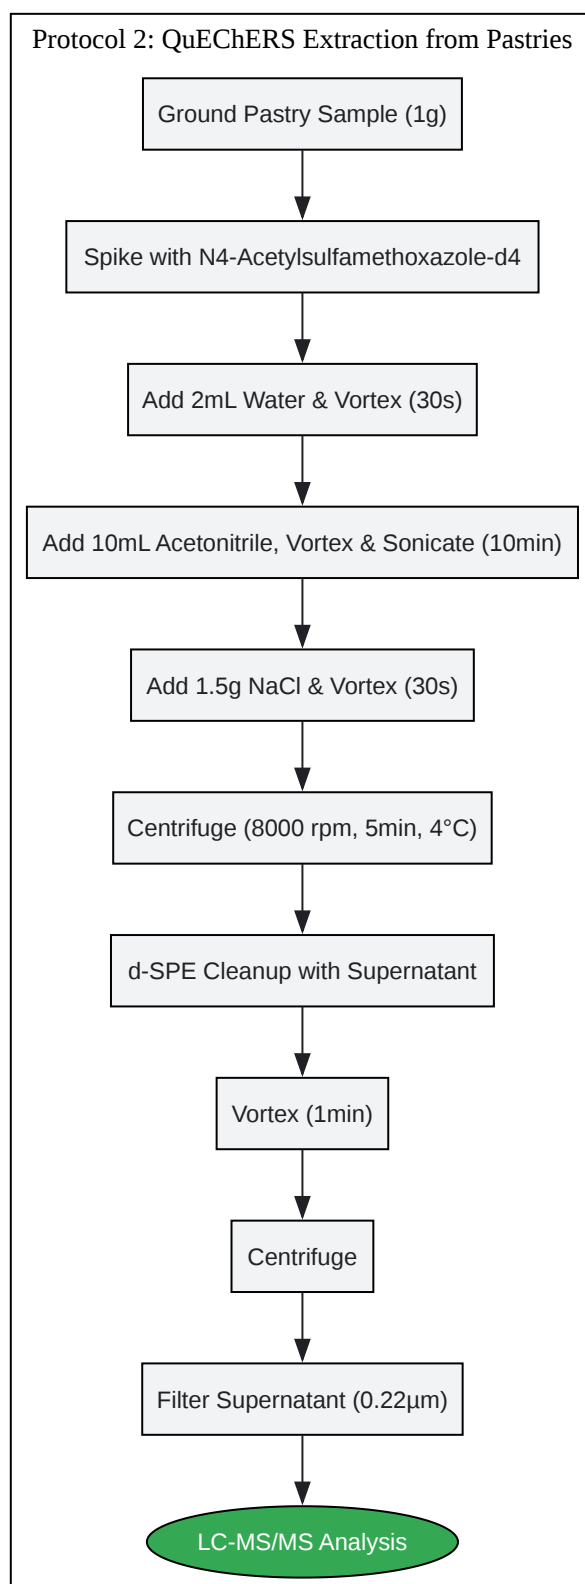 Protocol 2: QuEChERS Extraction from Pastries
Ground Pastry Sample (1g)
Spike with N4-Acetylsulfamethoxazole-d4
Add 2mL Water & Vortex (30s)
Add 10mL Acetonitrile, Vortex & Sonicate (10min)
Add 1.5g NaCl & Vortex (30s)
Centrifuge (8000 rpm, 5min, 4°C)
d-SPE Cleanup with Supernatant
Vortex (1min)
Centrifuge
Filter Supernatant (0.22µm)
LC-MS/MS Analysis